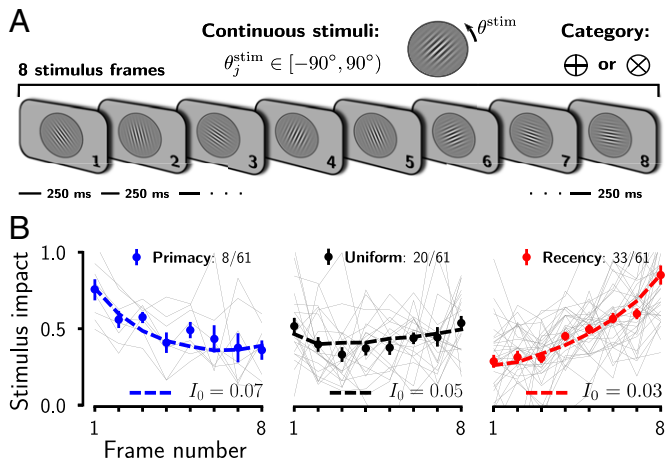 A
Continuous stimuli:
θ_j^stim ∈ [−90°, 90°)
θ^stim
Category:
⊕ or ⊗
8 stimulus frames
1 2 3 4 5 6 7 8
250 ms 250 ms . . . . . . 250 ms
B
Stimulus impact
1.0
0.5
0.0
Primacy: 8/61
I₀ = 0.07
1 8
Frame number
Uniform: 20/61
I₀ = 0.05
1 8
Recency: 33/61
I₀ = 0.03
1 8